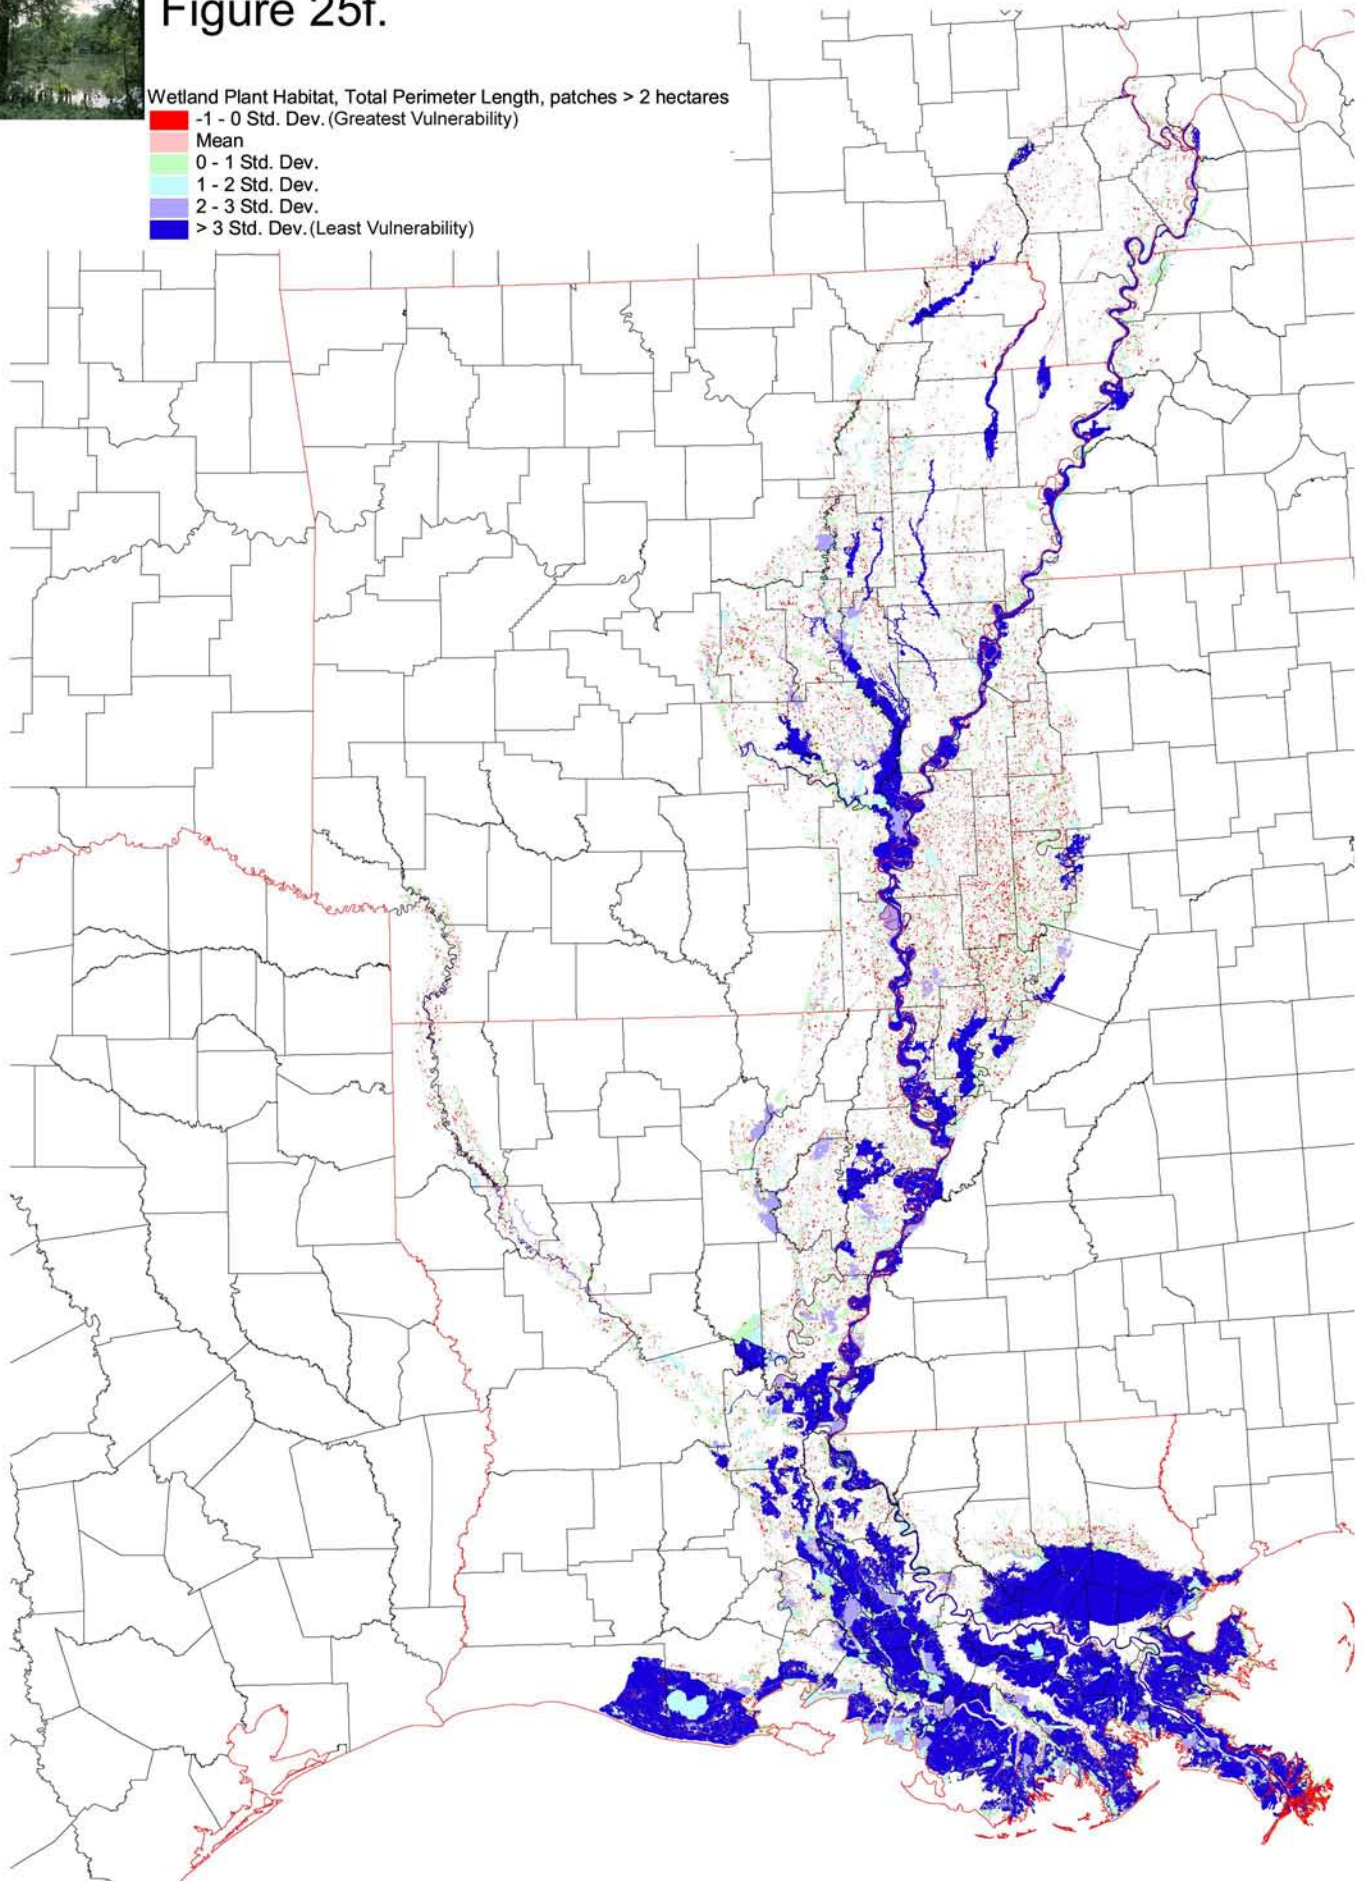 Figure 25f.
Wetland Plant Habitat, Total Perimeter Length, patches > 2 hectares
-1 - 0 Std. Dev. (Greatest Vulnerability)
Mean
0 - 1 Std. Dev.
1 - 2 Std. Dev.
2 - 3 Std. Dev.
> 3 Std. Dev. (Least Vulnerability)